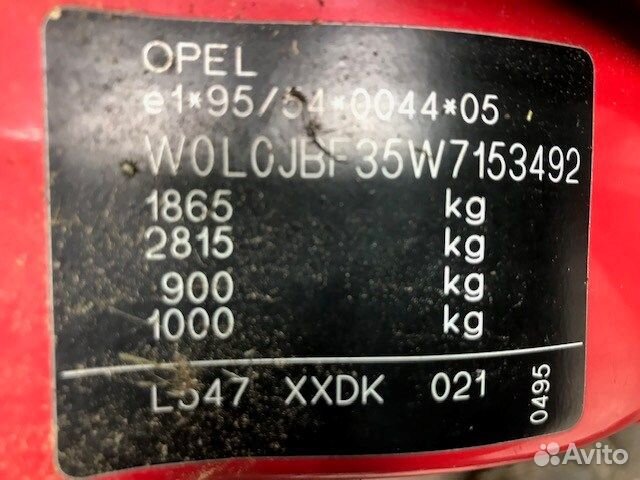 OPEL
e1*95/54*0044*05
W0L0JBF35W7153492
1865 kg
2815 kg
900 kg
1000 kg
L547 XXDK 021
0495
Avito